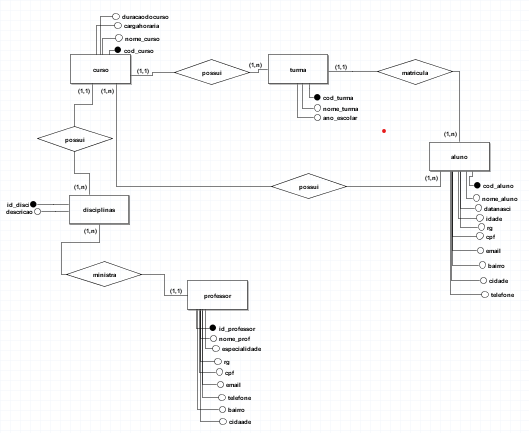 duracaodocurso
cargahoraria
nome_curso
cod_curso
curso
(1,1)
possui
(1,n)
turma
(1,1)
matricula
(1,1)
(1,n)
cod_turma
nome_turma
ano_escolar
possui
(1,n)
aluno
(1,n)
(1,n)
possui
cod_aluno
nome_aluno
datanasci
idade
rg
cpf
email
bairro
cidade
telefone
id_disci
descricao
disciplinas
(1,n)
ministra
(1,1)
professor
id_professor
nome_prof
especialidade
rg
cpf
email
telefone
bairro
cidaade